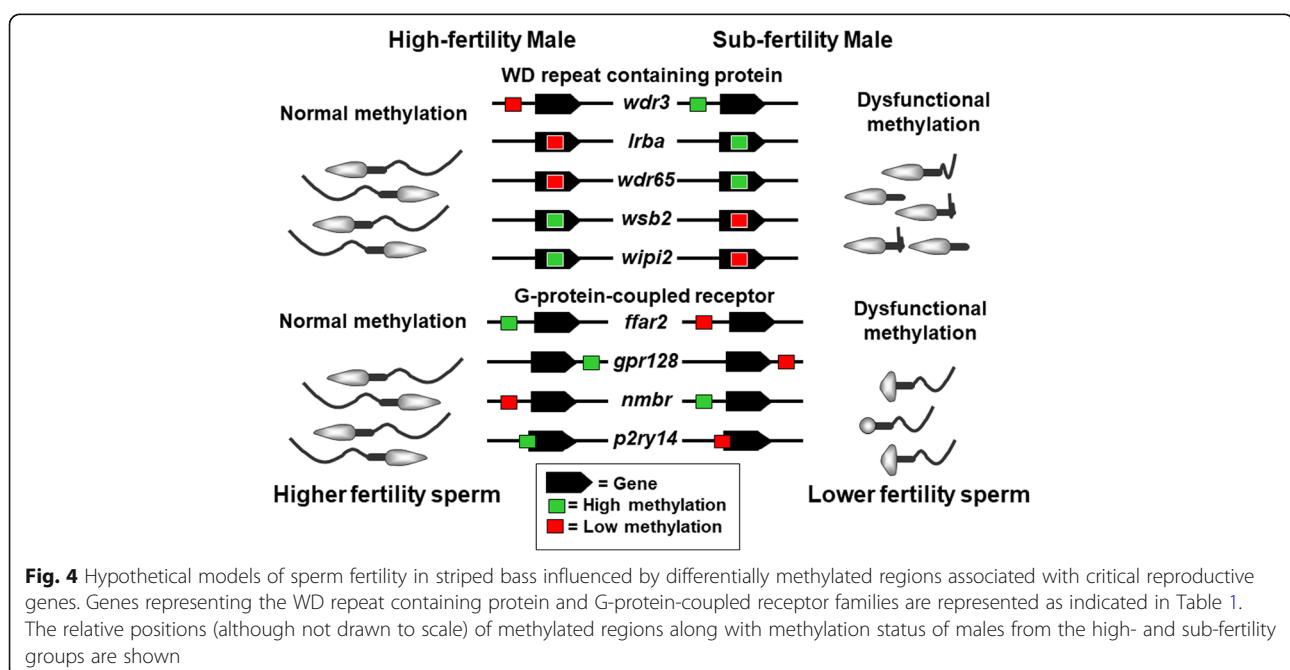 High-fertility Male
Sub-fertility Male
WD repeat containing protein
Normal methylation
Dysfunctional methylation
wdr3
lrba
wdr65
wsb2
wipi2
G-protein-coupled receptor
Normal methylation
Dysfunctional methylation
ffar2
gpr128
nmbr
p2ry14
Higher fertility sperm
Lower fertility sperm
= Gene
= High methylation
= Low methylation
Fig. 4 Hypothetical models of sperm fertility in striped bass influenced by differentially methylated regions associated with critical reproductive
genes. Genes representing the WD repeat containing protein and G-protein-coupled receptor families are represented as indicated in Table 1.
The relative positions (although not drawn to scale) of methylated regions along with methylation status of males from the high- and sub-fertility
groups are shown